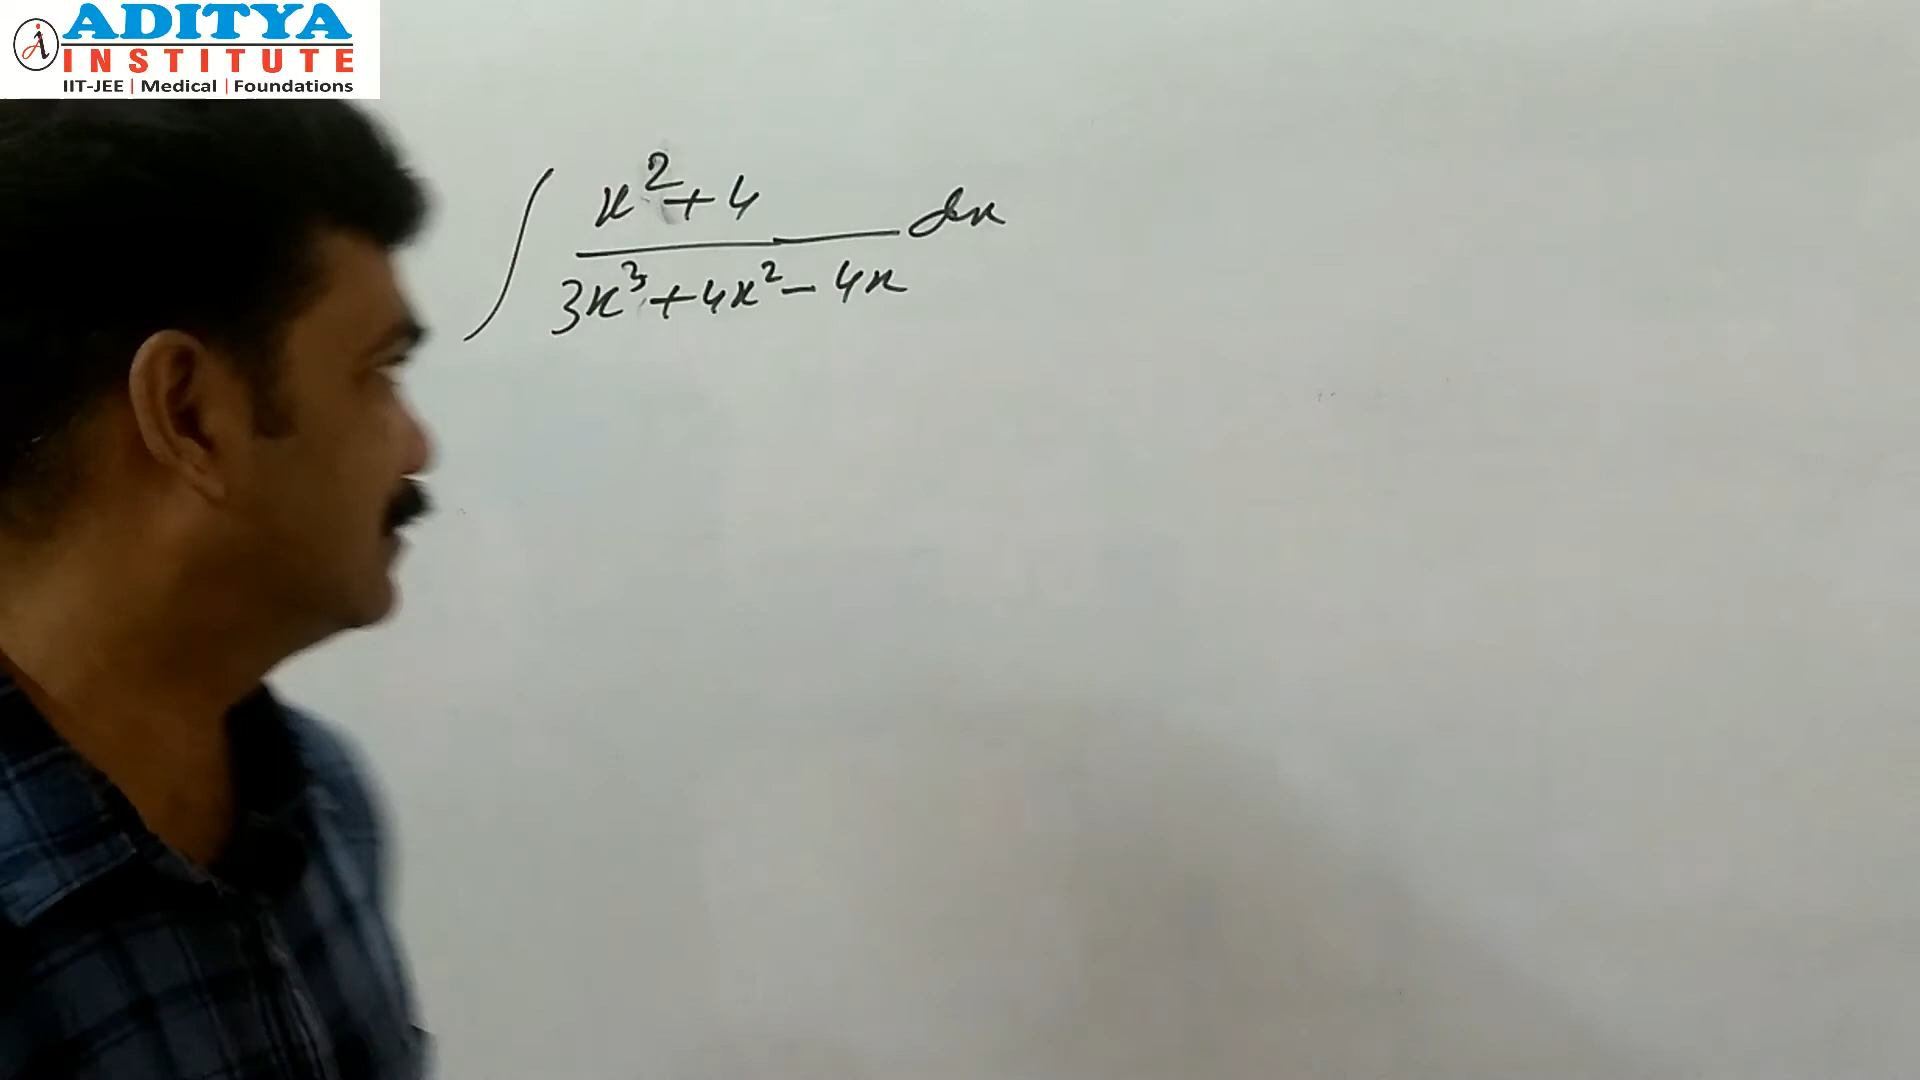 ADITYA
INSTITUTE
IIT-JEE | Medical | Foundations
∫ x²+4 / 3x³+4x²-4x dx